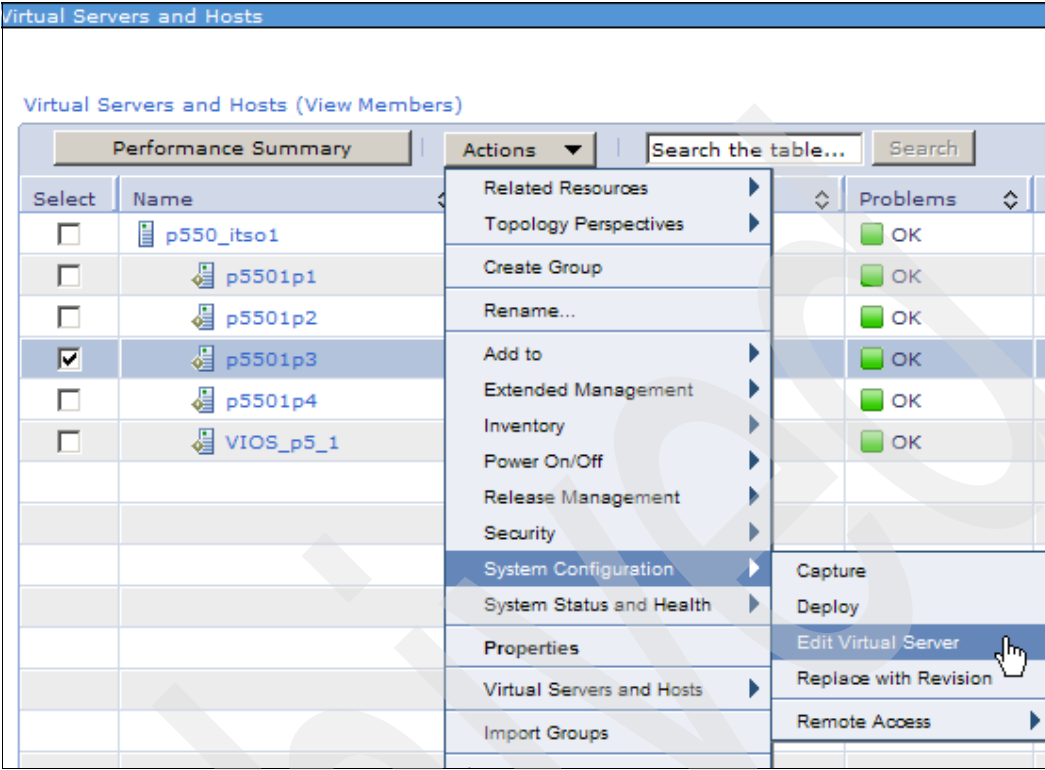 Virtual Servers and Hosts
Virtual Servers and Hosts (View Members)
Performance Summary Actions Search the table... Search
Select Name Problems
p550_itso1 OK
p5501p1 OK
p5501p2 OK
p5501p3 OK
p5501p4 OK
VIOS_p5_1 OK
Related Resources
Topology Perspectives
Create Group
Rename...
Add to
Extended Management
Inventory
Power On/Off
Release Management
Security
System Configuration
System Status and Health
Properties
Virtual Servers and Hosts
Import Groups
Capture
Deploy
Edit Virtual Server
Replace with Revision
Remote Access